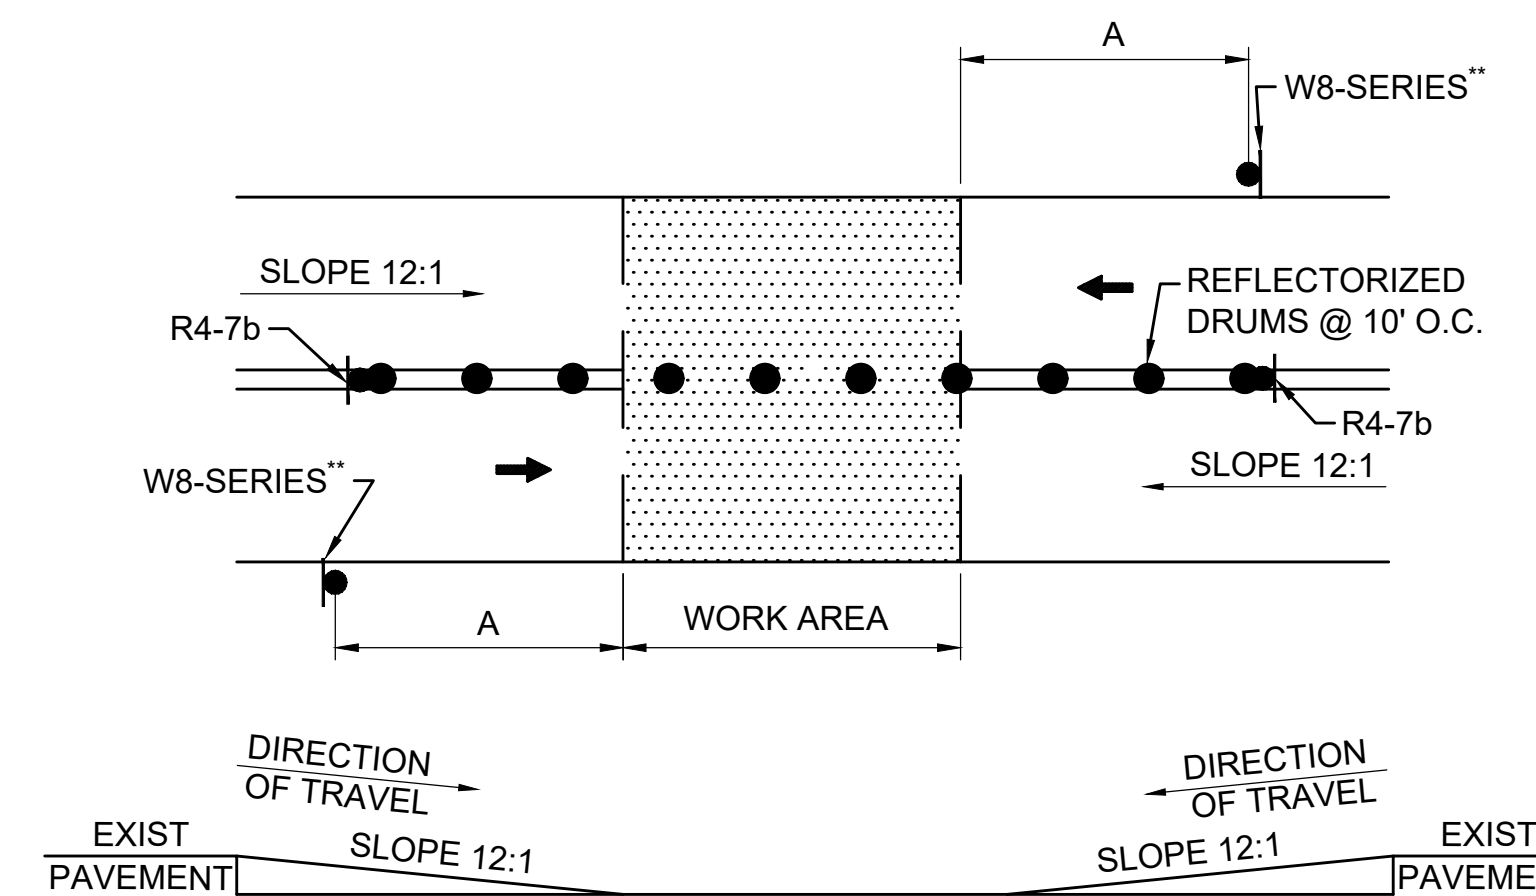 A
W8-SERIES**
SLOPE 12:1
REFLECTORIZED
DRUMS @ 10' O.C.
R4-7b
R4-7b
SLOPE 12:1
W8-SERIES**
A
WORK AREA
DIRECTION
OF TRAVEL
DIRECTION
OF TRAVEL
EXIST
PAVEMENT
SLOPE 12:1
SLOPE 12:1
EXIST
PAVEME